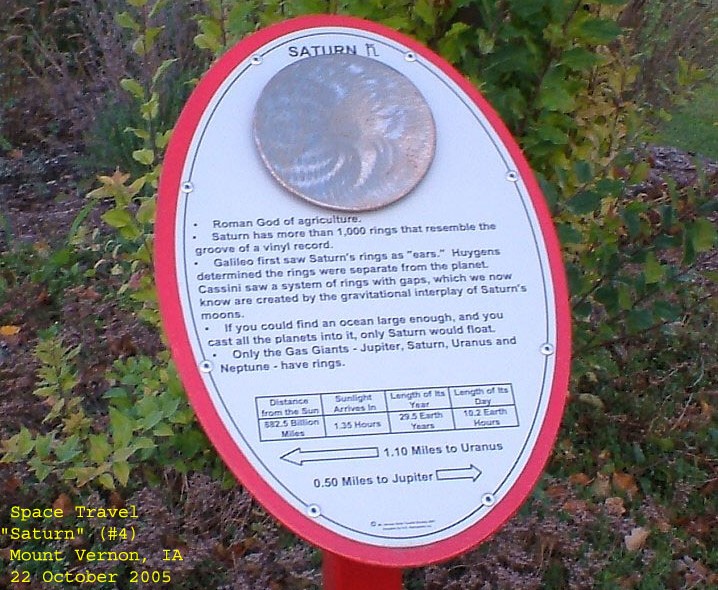 SATURN ♄
• Roman God of agriculture.
• Saturn has more than 1,000 rings that resemble the
groove of a vinyl record.
• Galileo first saw Saturn's rings as "ears." Huygens
determined the rings were separate from the planet.
Cassini saw a system of rings with gaps, which we now
know are created by the gravitational interplay of Saturn's
moons.
• If you could find an ocean large enough, and you
cast all the planets into it, only Saturn would float.
• Only the Gas Giants - Jupiter, Saturn, Uranus and
Neptune - have rings.
Distance Sunlight Length of Its Length of Its
from the Sun Arrives In Year Day
882.5 Billion 1.35 Hours 29.5 Earth 10.2 Earth
Miles Years Hours
1.10 Miles to Uranus
0.50 Miles to Jupiter
Space Travel
"Saturn" (#4)
Mount Vernon, IA
22 October 2005